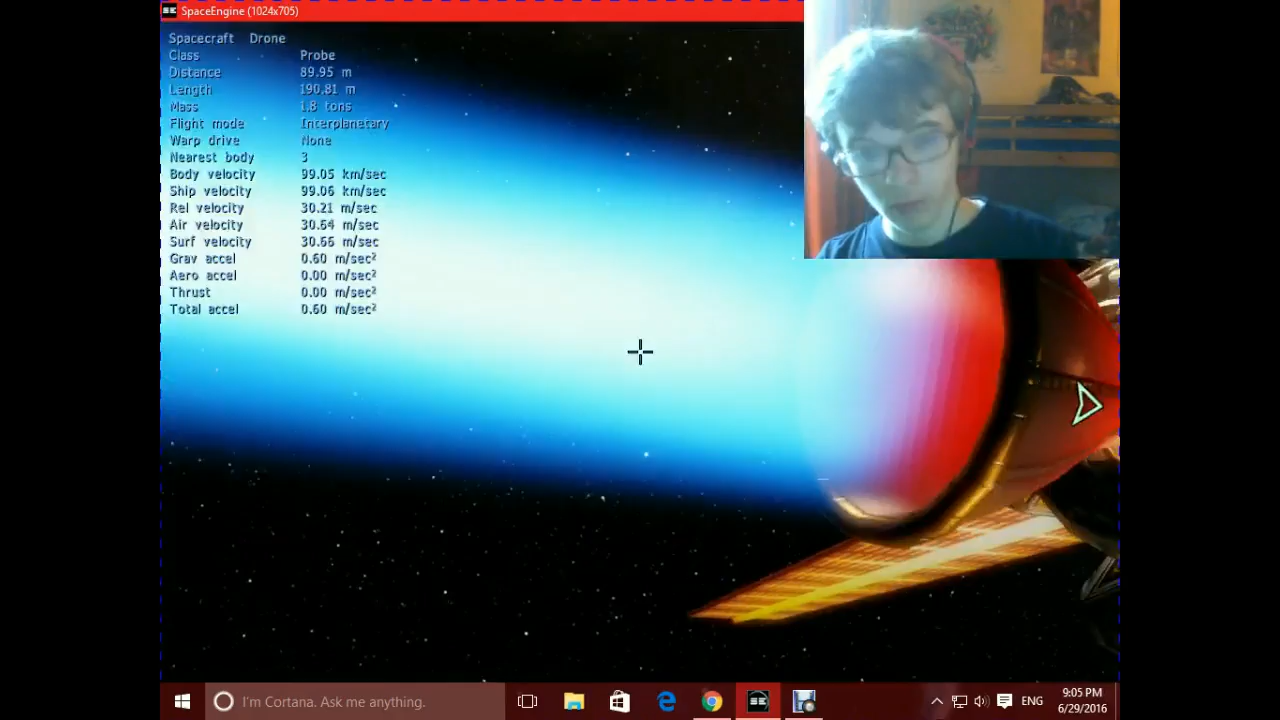 SpaceEngine (1024x705)
Spacecraft Drone
Class Probe
Distance 89.95 m
Length 190.81 m
Mass 1.8 tons
Flight mode Interplanetary
Warp drive None
Nearest body 3
Body velocity 99.05 km/sec
Ship velocity 99.06 km/sec
Rel velocity 30.21 m/sec
Air velocity 30.64 m/sec
Surf velocity 30.66 m/sec
Grav accel 0.60 m/sec²
Aero accel 0.00 m/sec²
Thrust 0.00 m/sec²
Total accel 0.60 m/sec²
I'm Cortana. Ask me anything.
ENG
9:05 PM
6/29/2016